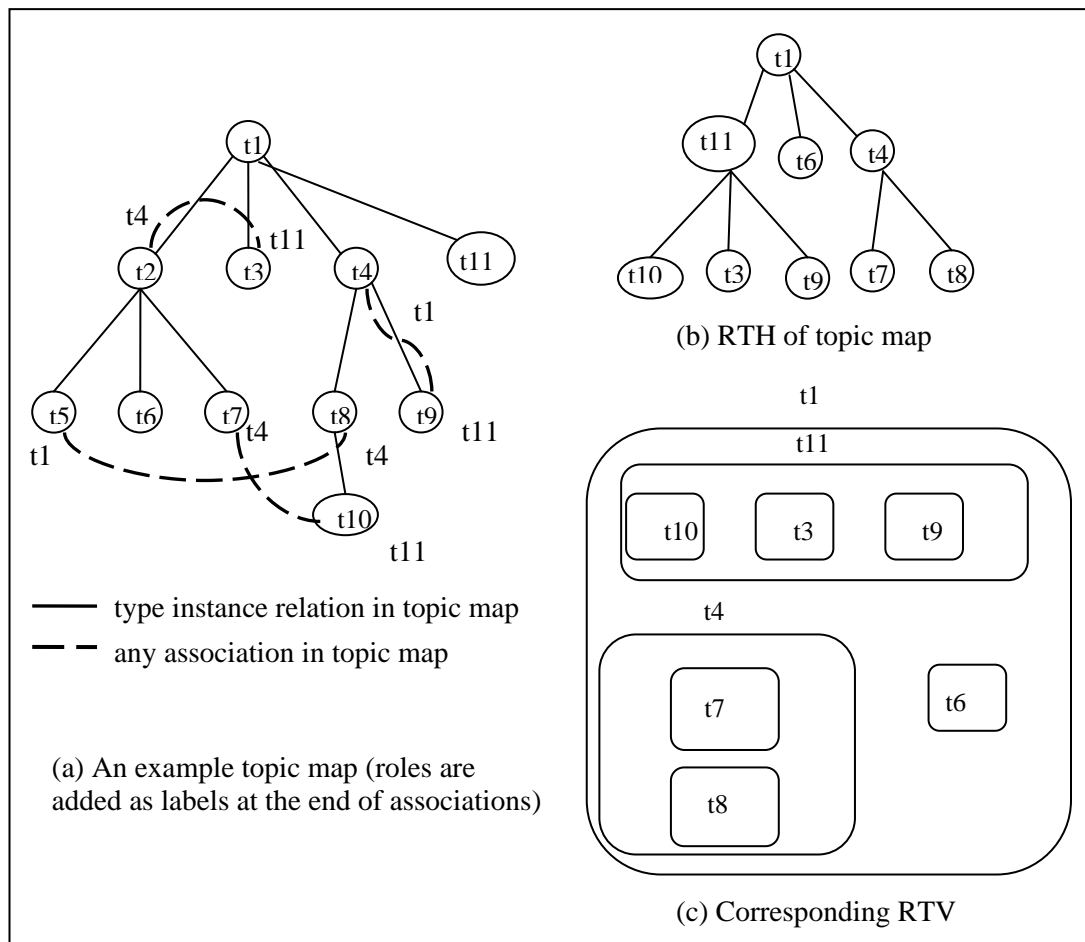 t1
t4
t11
t2
t3
t4
t11
t1
t5
t6
t7
t4
t8
t9
t11
t1
t4
t10
t11
type instance relation in topic map
any association in topic map
(a) An example topic map (roles are
added as labels at the end of associations)
t1
t11
t6
t4
t10
t3
t9
t7
t8
(b) RTH of topic map
t1
t11
t10
t3
t9
t4
t7
t6
t8
(c) Corresponding RTV